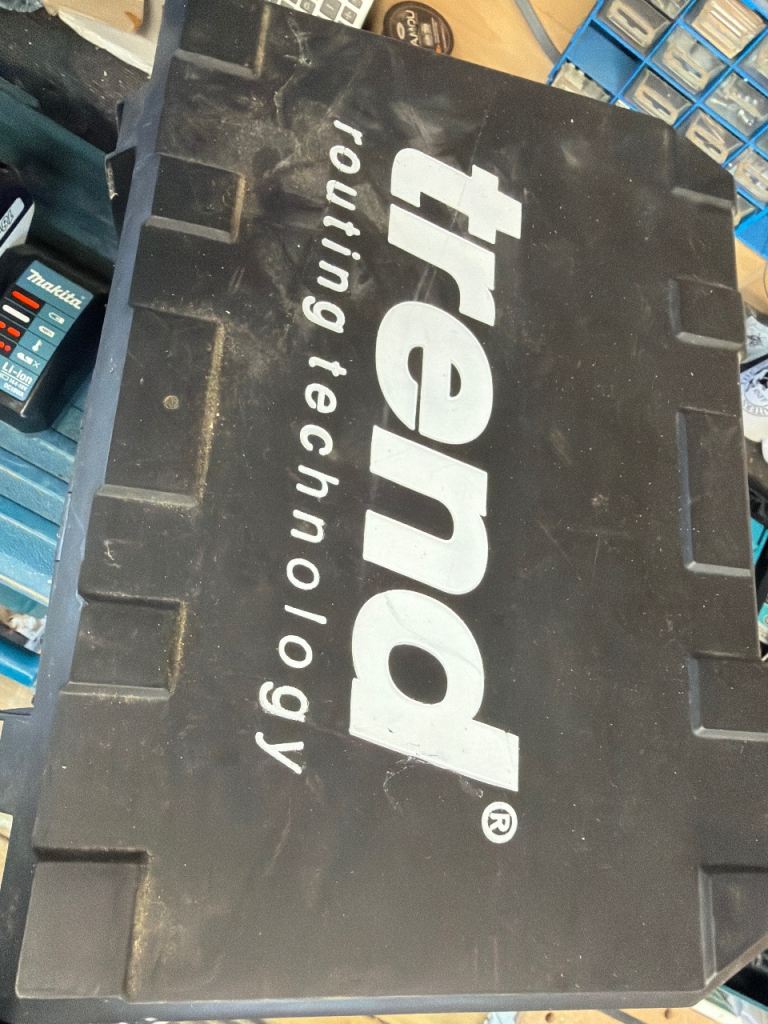 trend®
routing technology
makita
Li-ion